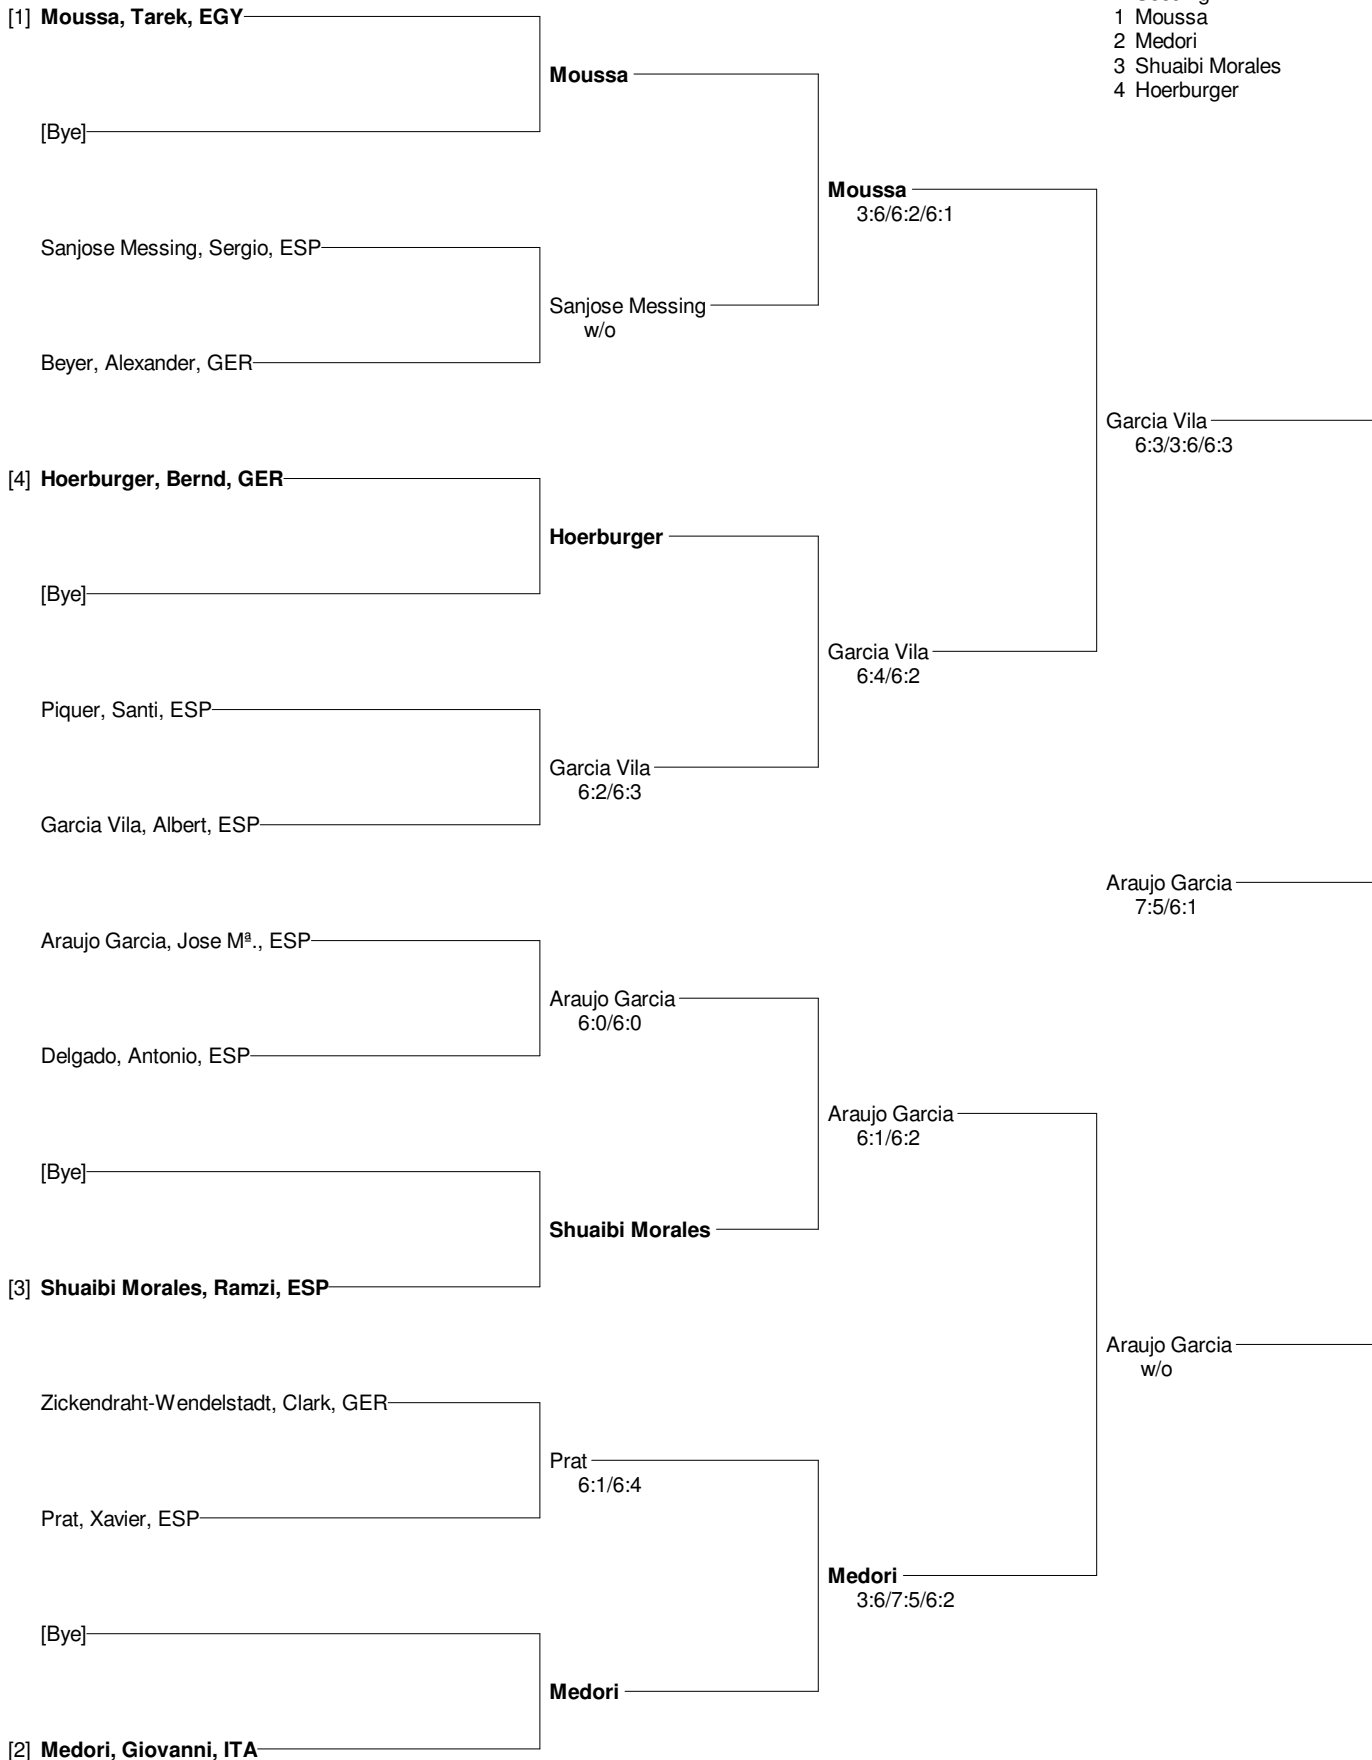 [1] Moussa, Tarek, EGY
1 Moussa
2 Medori
3 Shuaibi Morales
4 Hoerburger
Moussa
[Bye]
Moussa
3:6/6:2/6:1
Sanjose Messing, Sergio, ESP
Sanjose Messing
w/o
Beyer, Alexander, GER
Garcia Vila
6:3/3:6/6:3
[4] Hoerburger, Bernd, GER
Hoerburger
[Bye]
Garcia Vila
6:4/6:2
Piquer, Santi, ESP
Garcia Vila
6:2/6:3
Garcia Vila, Albert, ESP
Araujo Garcia
7:5/6:1
Araujo Garcia, Jose Mª., ESP
Araujo Garcia
6:0/6:0
Delgado, Antonio, ESP
Araujo Garcia
6:1/6:2
[Bye]
Shuaibi Morales
[3] Shuaibi Morales, Ramzi, ESP
Araujo Garcia
w/o
Zickendraht-Wendelstadt, Clark, GER
Prat
6:1/6:4
Prat, Xavier, ESP
Medori
3:6/7:5/6:2
[Bye]
Medori
[2] Medori, Giovanni, ITA